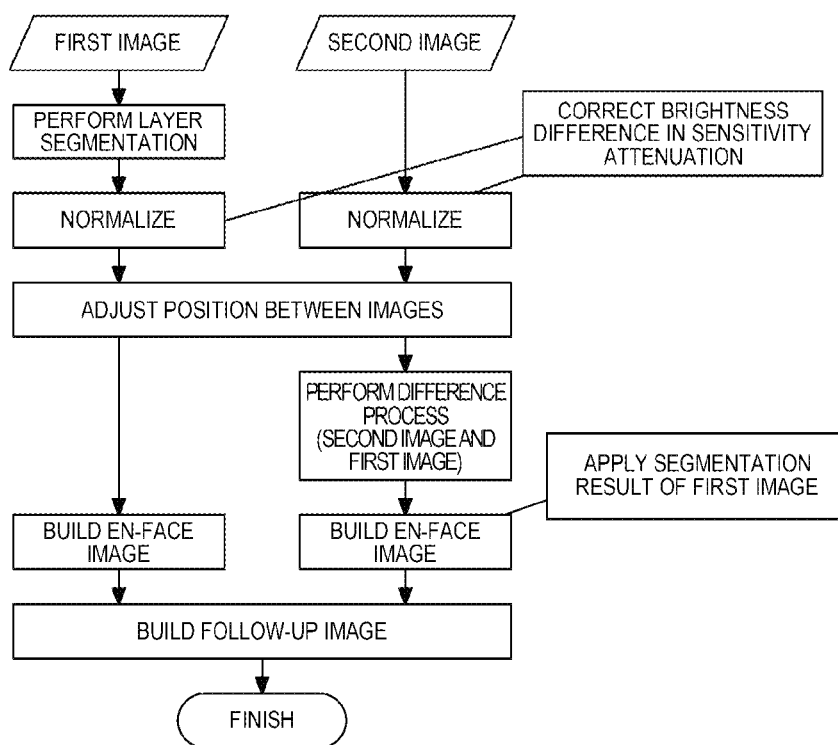 FIRST IMAGE
SECOND IMAGE
PERFORM LAYER
SEGMENTATION
CORRECT BRIGHTNESS
DIFFERENCE IN SENSITIVITY
ATTENUATION
NORMALIZE
NORMALIZE
ADJUST POSITION BETWEEN IMAGES
PERFORM DIFFERENCE
PROCESS
(SECOND IMAGE AND
FIRST IMAGE)
APPLY SEGMENTATION
RESULT OF FIRST IMAGE
BUILD EN-FACE
IMAGE
BUILD EN-FACE
IMAGE
BUILD FOLLOW-UP IMAGE
FINISH